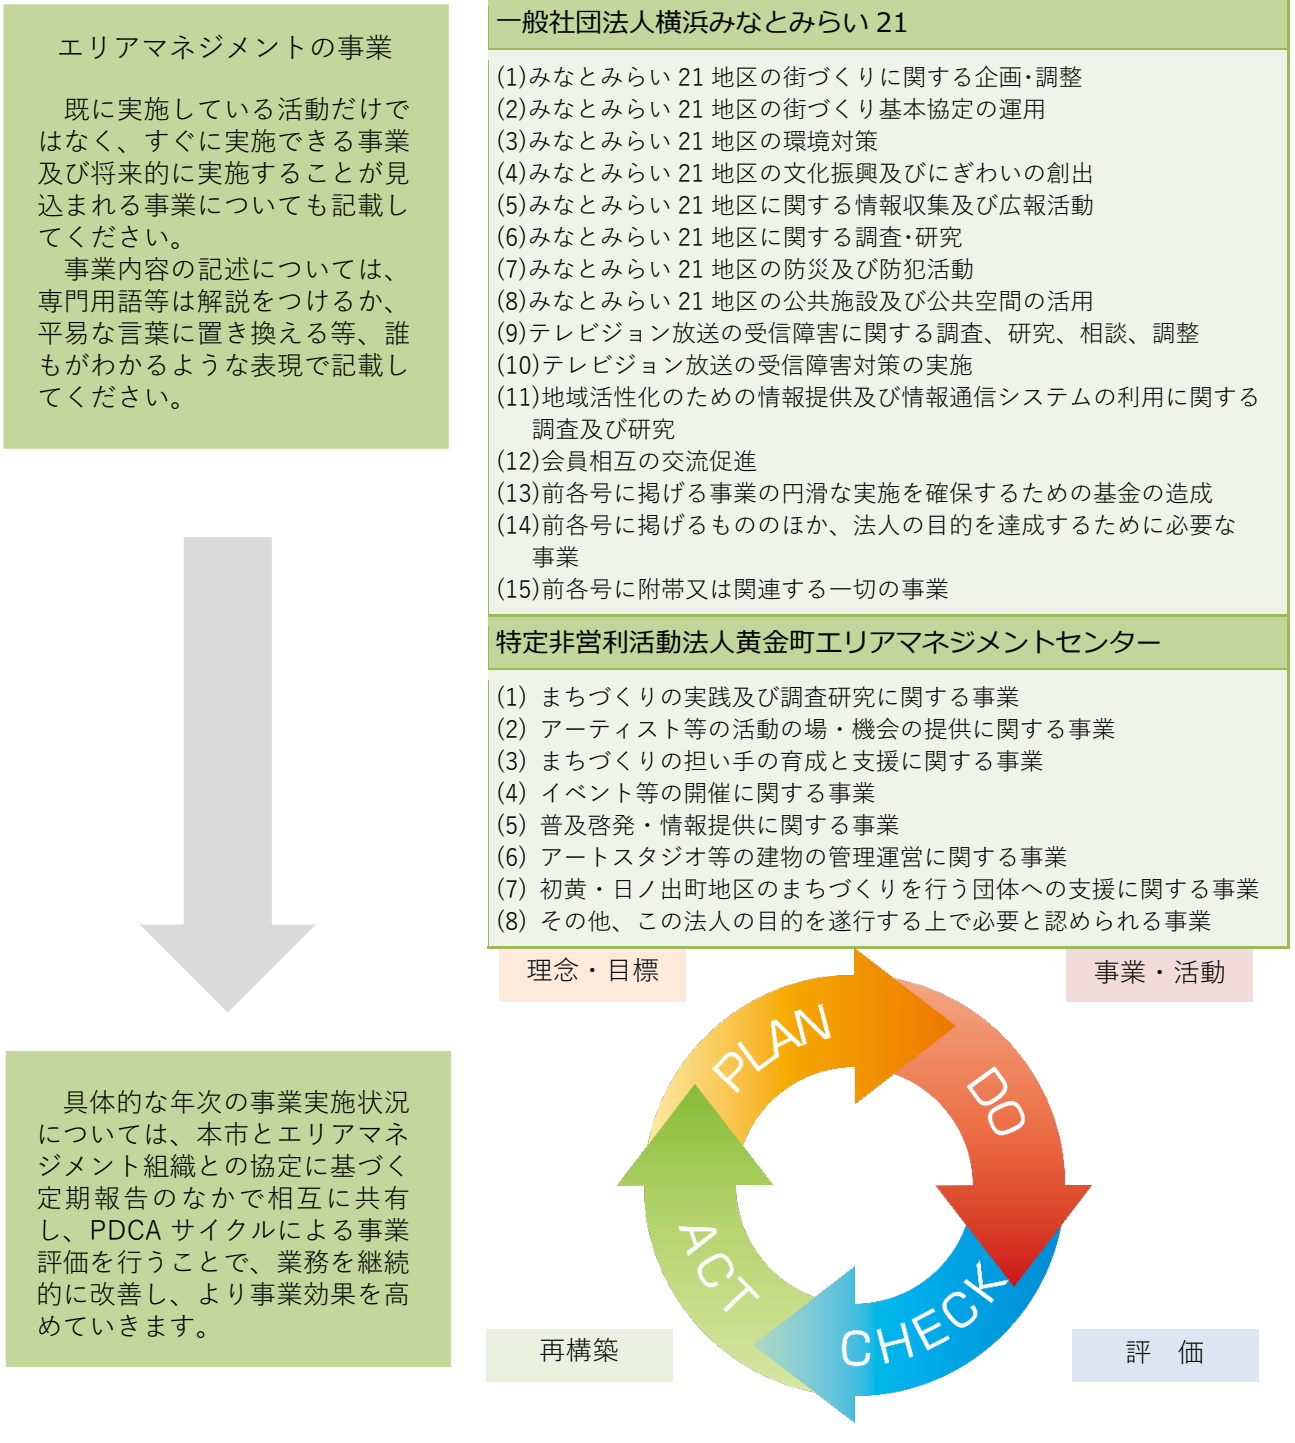 エリアマネジメントの事業
既に実施している活動だけで
はなく、すぐに実施できる事業
及び将来的に実施することが見
込まれる事業についても記載し
てください。
事業内容の記述については、
専門用語等は解説をつけるか、
平易な言葉に置き換える等、誰
もがわかるような表現で記載し
てください。
一般社団法人横浜みなとみらい 21
(1)みなとみらい 21 地区の街づくりに関する企画･調整
(2)みなとみらい 21 地区の街づくり基本協定の運用
(3)みなとみらい 21 地区の環境対策
(4)みなとみらい 21 地区の文化振興及びにぎわいの創出
(5)みなとみらい 21 地区に関する情報収集及び広報活動
(6)みなとみらい 21 地区に関する調査･研究
(7)みなとみらい 21 地区の防災及び防犯活動
(8)みなとみらい 21 地区の公共施設及び公共空間の活用
(9)テレビジョン放送の受信障害に関する調査、研究、相談、調整
(10)テレビジョン放送の受信障害対策の実施
(11)地域活性化のための情報提供及び情報通信システムの利用に関する
調査及び研究
(12)会員相互の交流促進
(13)前各号に掲げる事業の円滑な実施を確保するための基金の造成
(14)前各号に掲げるもののほか、法人の目的を達成するために必要な
事業
(15)前各号に附帯又は関連する一切の事業
特定非営利活動法人黄金町エリアマネジメントセンター
(1) まちづくりの実践及び調査研究に関する事業
(2) アーティスト等の活動の場・機会の提供に関する事業
(3) まちづくりの担い手の育成と支援に関する事業
(4) イベント等の開催に関する事業
(5) 普及啓発・情報提供に関する事業
(6) アートスタジオ等の建物の管理運営に関する事業
(7) 初黄・日ノ出町地区のまちづくりを行う団体への支援に関する事業
(8) その他、この法人の目的を遂行する上で必要と認められる事業
具体的な年次の事業実施状況
については、本市とエリアマネ
ジメント組織との協定に基づく
定期報告のなかで相互に共有
し、PDCA サイクルによる事業
評価を行うことで、業務を継続
的に改善し、より事業効果を高
めていきます。
理念・目標
事業・活動
PLAN
DO
CHECK
ACT
再構築
評　価